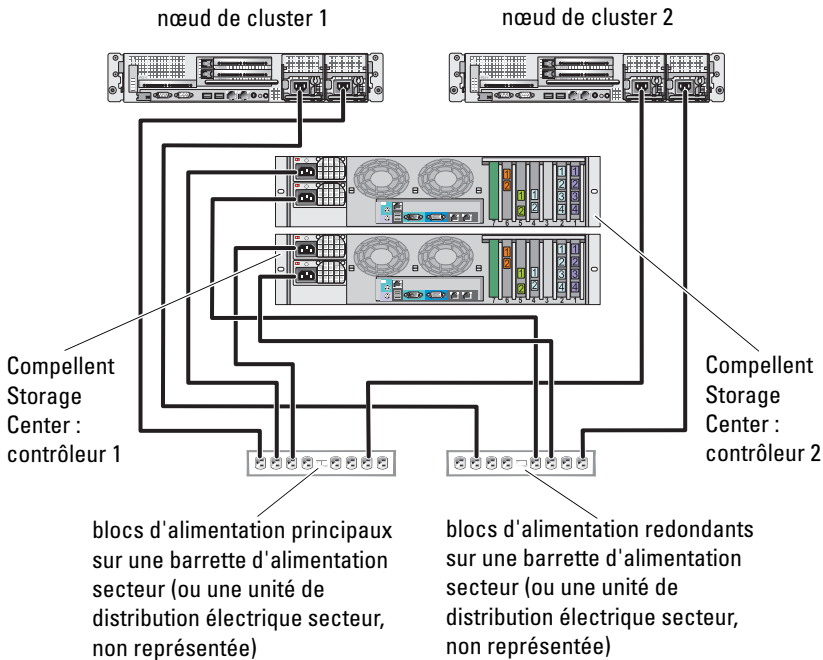 nœud de cluster 1
nœud de cluster 2
Compellent
Storage
Center :
contrôleur 1
Compellent
Storage
Center :
contrôleur 2
blocs d'alimentation principaux
sur une barrette d'alimentation
secteur (ou une unité de
distribution électrique secteur,
non représentée)
blocs d'alimentation redondants
sur une barrette d'alimentation
secteur (ou une unité de
distribution électrique secteur,
non représentée)